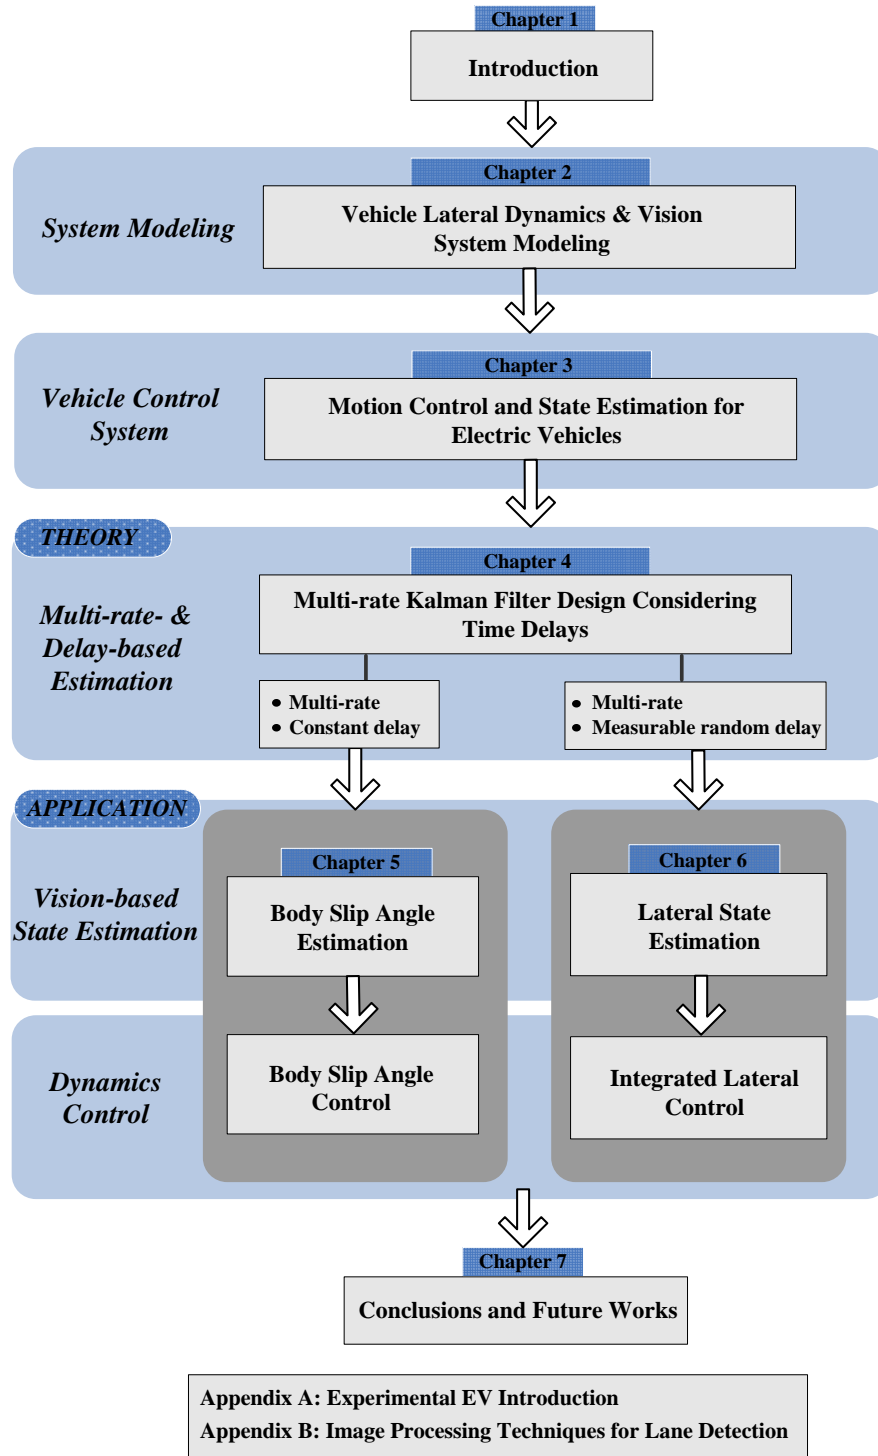 Chapter 1
Introduction
Chapter 2
System Modeling
Vehicle Lateral Dynamics & Vision
System Modeling
Chapter 3
Vehicle Control
System
Motion Control and State Estimation for
Electric Vehicles
THEORY
Chapter 4
Multi-rate- &
Delay-based
Estimation
Multi-rate Kalman Filter Design Considering
Time Delays
• Multi-rate
• Constant delay
• Multi-rate
• Measurable random delay
APPLICATION
Vision-based
State Estimation
Chapter 5
Body Slip Angle
Estimation
Chapter 6
Lateral State
Estimation
Dynamics
Control
Body Slip Angle
Control
Integrated Lateral
Control
Chapter 7
Conclusions and Future Works
Appendix A: Experimental EV Introduction
Appendix B: Image Processing Techniques for Lane Detection